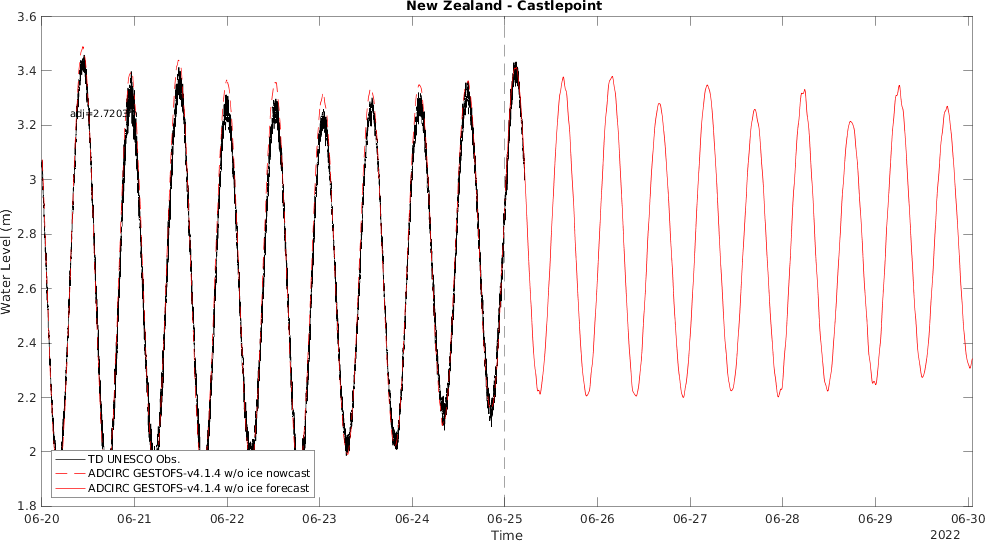 New Zealand - Castlepoint
3.6
3.4
3.2
3
2.8
2.6
2.4
2.2
2
1.8
Water Level (m)
adj=2.7203m
TD UNESCO Obs.
ADCIRC GESTOFS-v4.1.4 w/o ice nowcast
ADCIRC GESTOFS-v4.1.4 w/o ice forecast
06-20 06-21 06-22 06-23 06-24 06-25 06-26 06-27 06-28 06-29 06-30
Time
2022